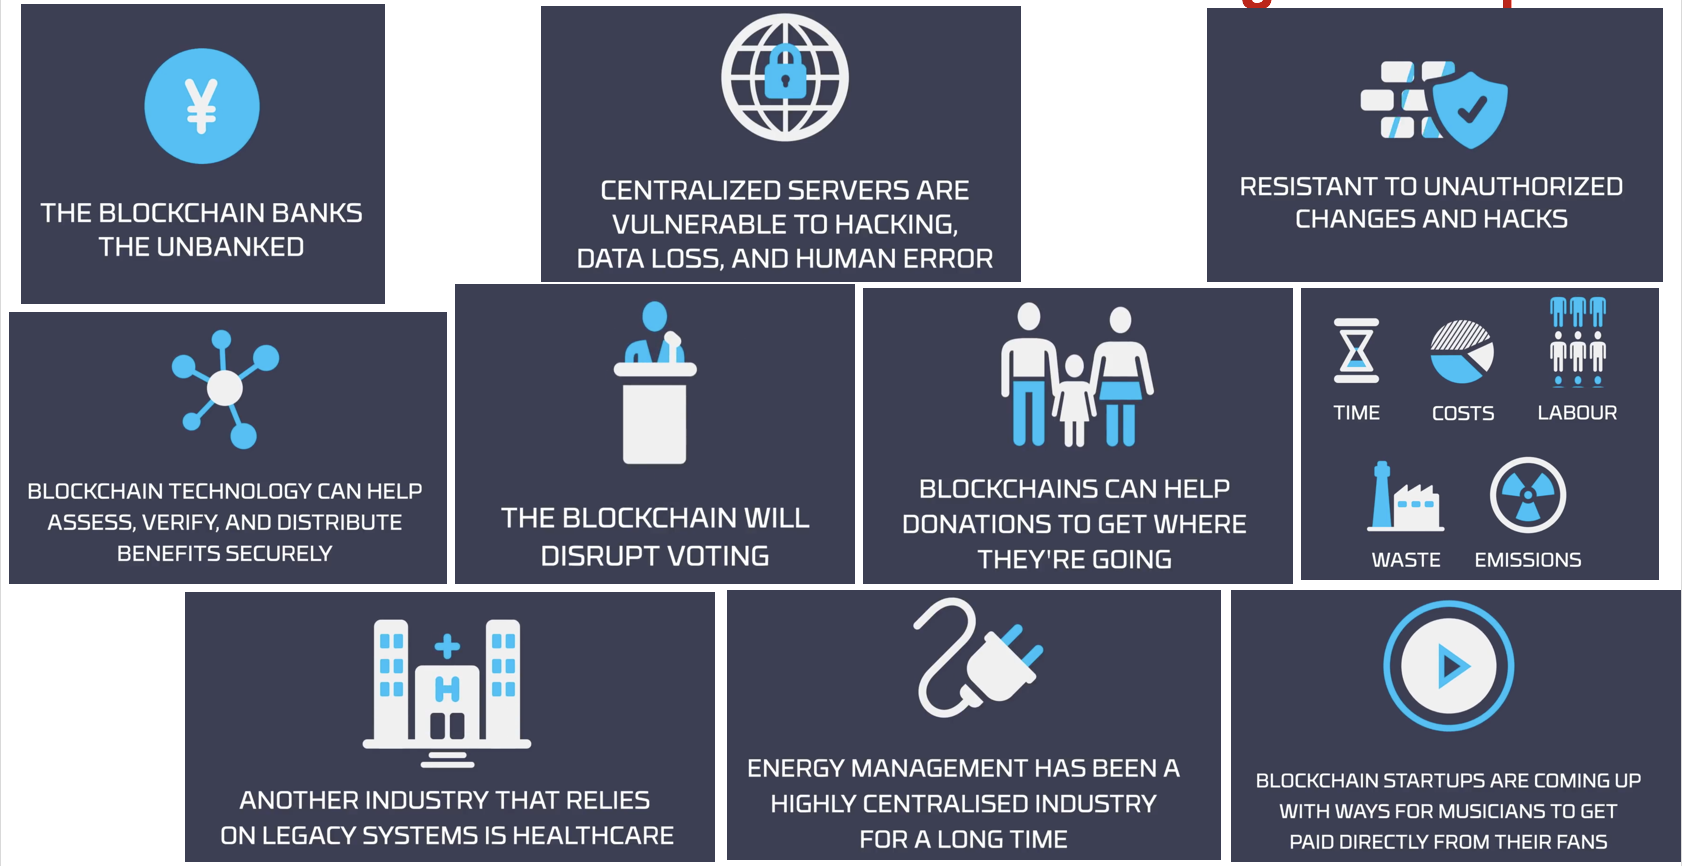 ¥
THE BLOCKCHAIN BANKS
THE UNBANKED
CENTRALIZED SERVERS ARE
VULNERABLE TO HACKING,
DATA LOSS, AND HUMAN ERROR
RESISTANT TO UNAUTHORIZED
CHANGES AND HACKS
BLOCKCHAIN TECHNOLOGY CAN HELP
ASSESS, VERIFY, AND DISTRIBUTE
BENEFITS SECURELY
THE BLOCKCHAIN WILL
DISRUPT VOTING
BLOCKCHAINS CAN HELP
DONATIONS TO GET WHERE
THEY'RE GOING
TIME COSTS LABOUR
WASTE EMISSIONS
H
ANOTHER INDUSTRY THAT RELIES
ON LEGACY SYSTEMS IS HEALTHCARE
ENERGY MANAGEMENT HAS BEEN A
HIGHLY CENTRALISED INDUSTRY
FOR A LONG TIME
BLOCKCHAIN STARTUPS ARE COMING UP
WITH WAYS FOR MUSICIANS TO GET
PAID DIRECTLY FROM THEIR FANS